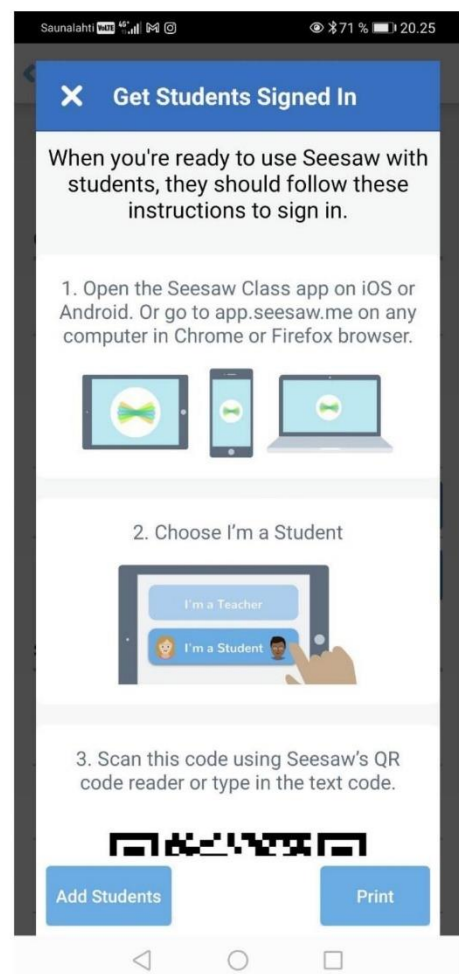 Saunalahti VoLTE 4G 71 % 20.25
Get Students Signed In
When you're ready to use Seesaw with
students, they should follow these
instructions to sign in.
1. Open the Seesaw Class app on iOS or
Android. Or go to app.seesaw.me on any
computer in Chrome or Firefox browser.
2. Choose I'm a Student
I'm a Teacher
I'm a Student
3. Scan this code using Seesaw's QR
code reader or type in the text code.
Add Students Print